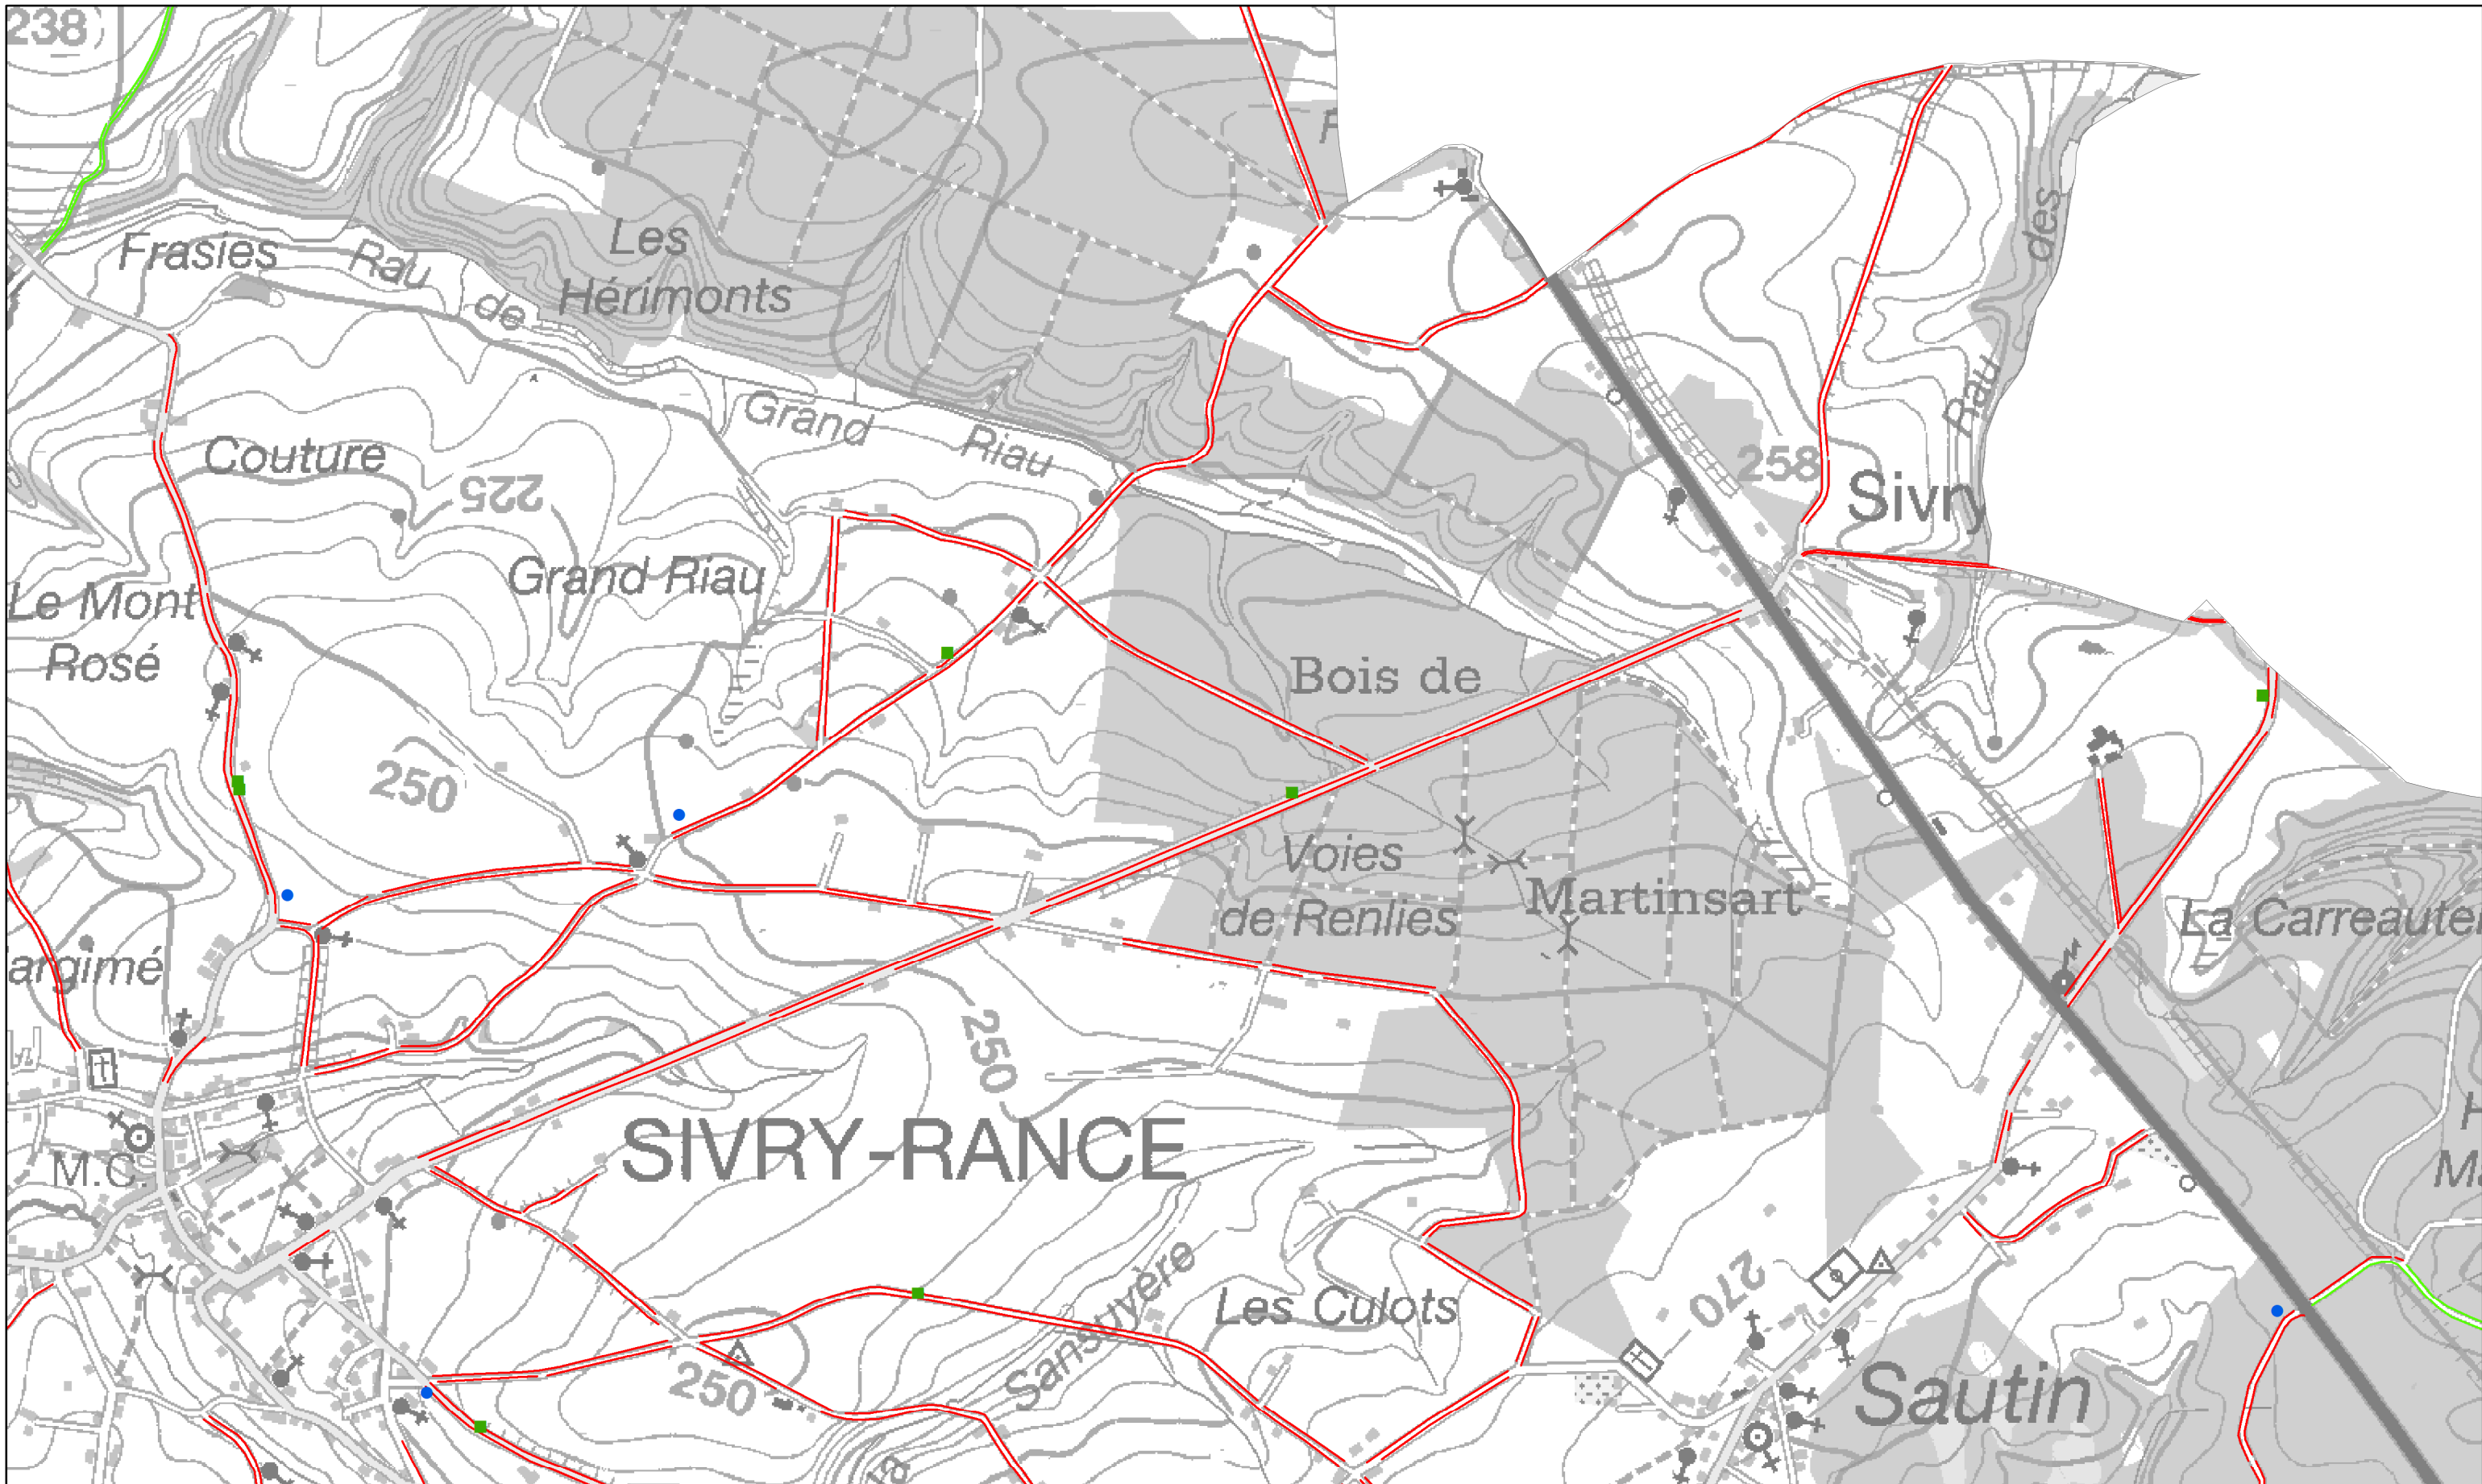 238
Frasies
Rau
de
Les
Hérimonts
Grand
Riau
Couture
225
Grand Riau
Le Mont
Rosé
250
argimé
M.C.
SIVRY-RANCE
250
250
Sansuyère
Les Culots
Bois de
Martinsart
Voies
de Renlies
258
Sivry
Rau
des
La Carreauter
270
Sautin